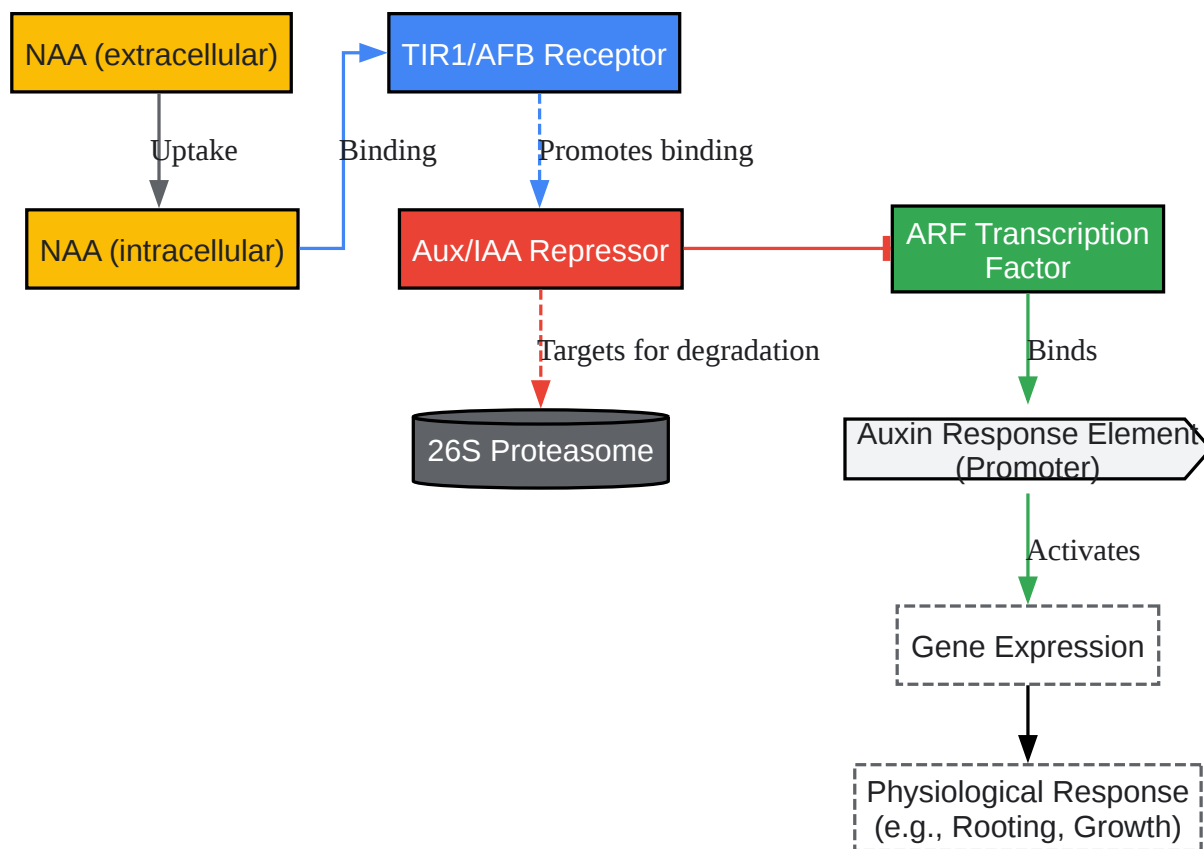 NAA (extracellular)
TIR1/AFB Receptor
Uptake
Binding
Promotes binding
NAA (intracellular)
Aux/IAA Repressor
ARF Transcription
Factor
Targets for degradation
Binds
26S Proteasome
Auxin Response Element
(Promoter)
Activates
Gene Expression
Physiological Response
(e.g., Rooting, Growth)